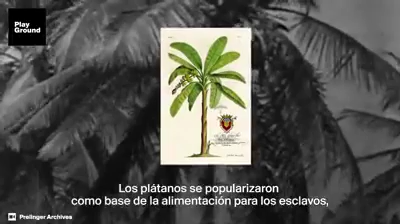 Play
Ground
Los plátanos se popularizaron
como base de la alimentación para los esclavos,
Prelinger Archives